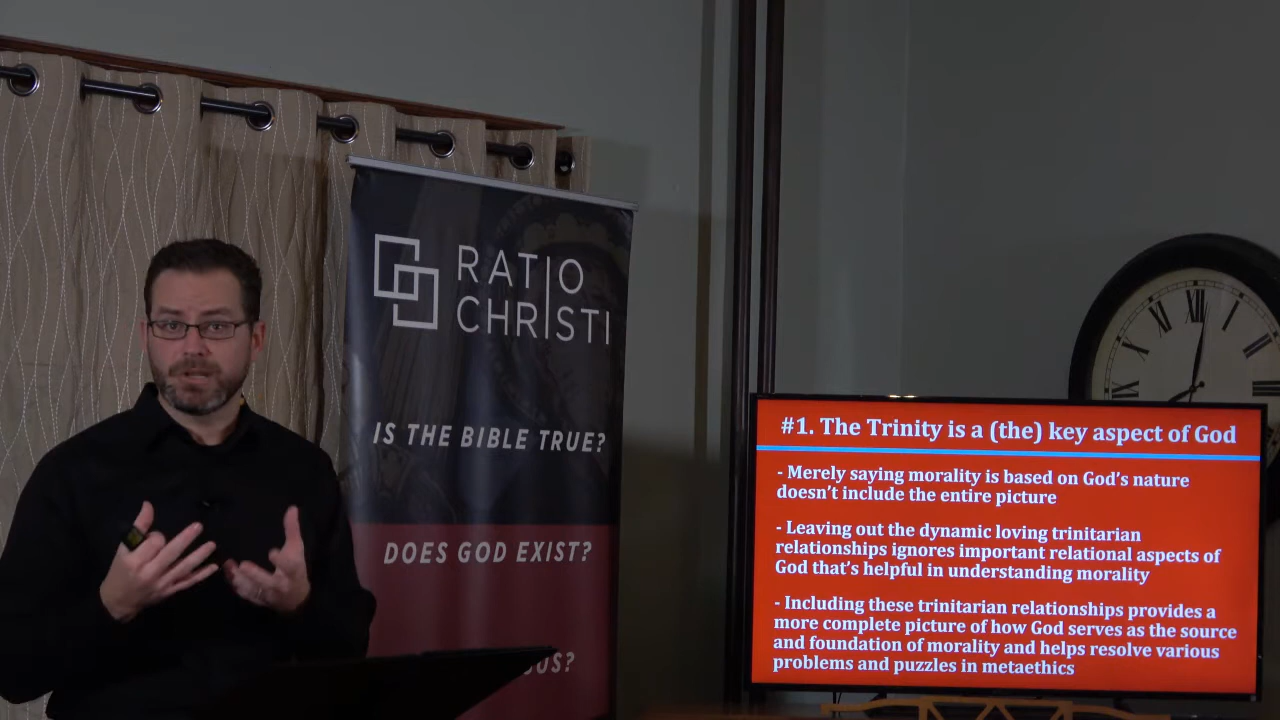 RATIO
CHRISTI
IS THE BIBLE TRUE?
DOES GOD EXIST?
#1. The Trinity is a (the) key aspect of God
- Merely saying morality is based on God's nature
doesn't include the entire picture
- Leaving out the dynamic loving trinitarian
relationships ignores important relational aspects of
God that's helpful in understanding morality
- Including these trinitarian relationships provides a
more complete picture of how God serves as the source
and foundation of morality and helps resolve various
problems and puzzles in metaethics